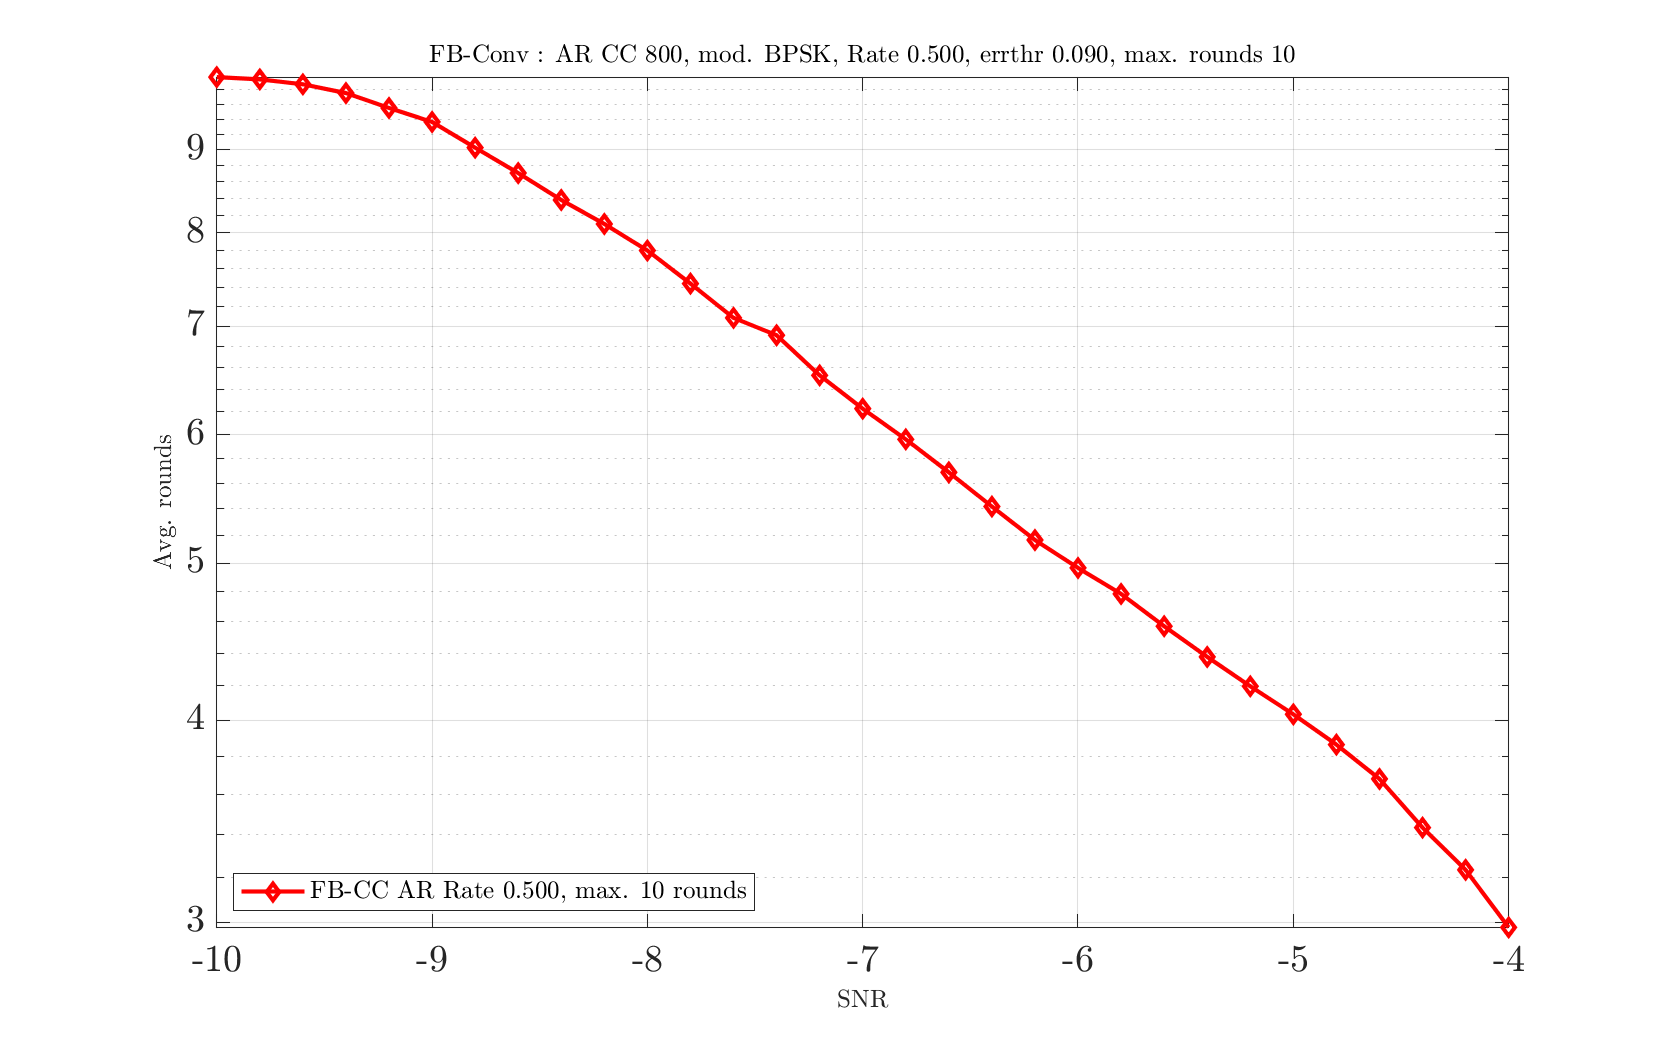 FB-Conv : AR CC 800, mod. BPSK, Rate 0.500, errthr 0.090, max. rounds 10
9
8
7
6
5
4
3
Avg. rounds
FB-CC AR Rate 0.500, max. 10 rounds
-10 -9 -8 -7 -6 -5 -4
SNR